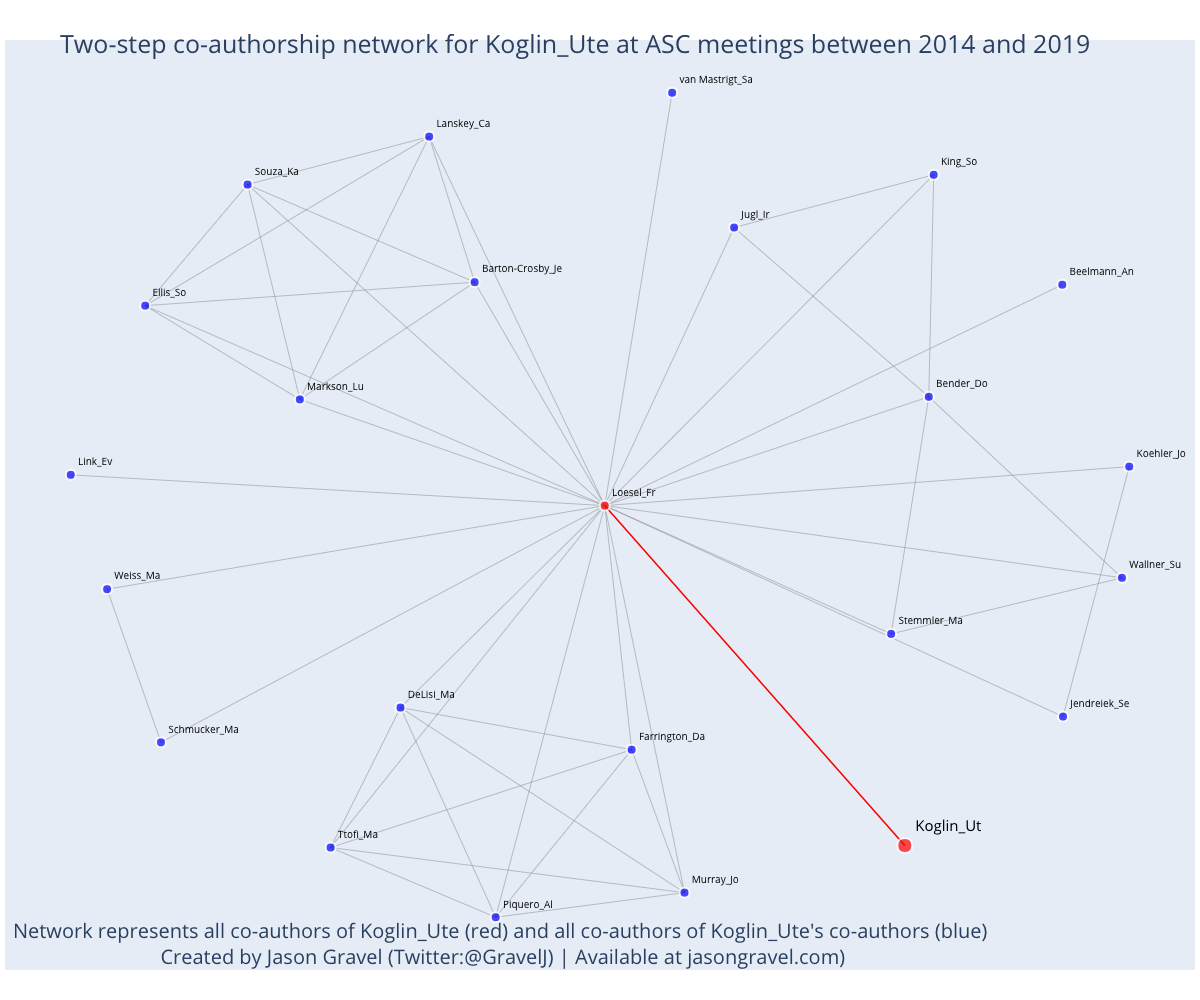 Two-step co-authorship network for Koglin_Ute at ASC meetings between 2014 and 2019
van Mastrigt_Sa
Lanskey_Ca
King_So
Souza_Ka
Jugl_Ir
Barton-Crosby_Je
Beelmann_An
Ellis_So
Markson_Lu
Bender_Do
Link_Ev
Koehler_Jo
Loesel_Fr
Weiss_Ma
Wallner_Su
Stemmler_Ma
DeLisi_Ma
Jendreiek_Se
Schmucker_Ma
Farrington_Da
Koglin_Ut
Ttofi_Ma
Murray_Jo
Piquero_Al
Network represents all co-authors of Koglin_Ute (red) and all co-authors of Koglin_Ute's co-authors (blue)
Created by Jason Gravel (Twitter:@GravelJ) | Available at jasongravel.com)